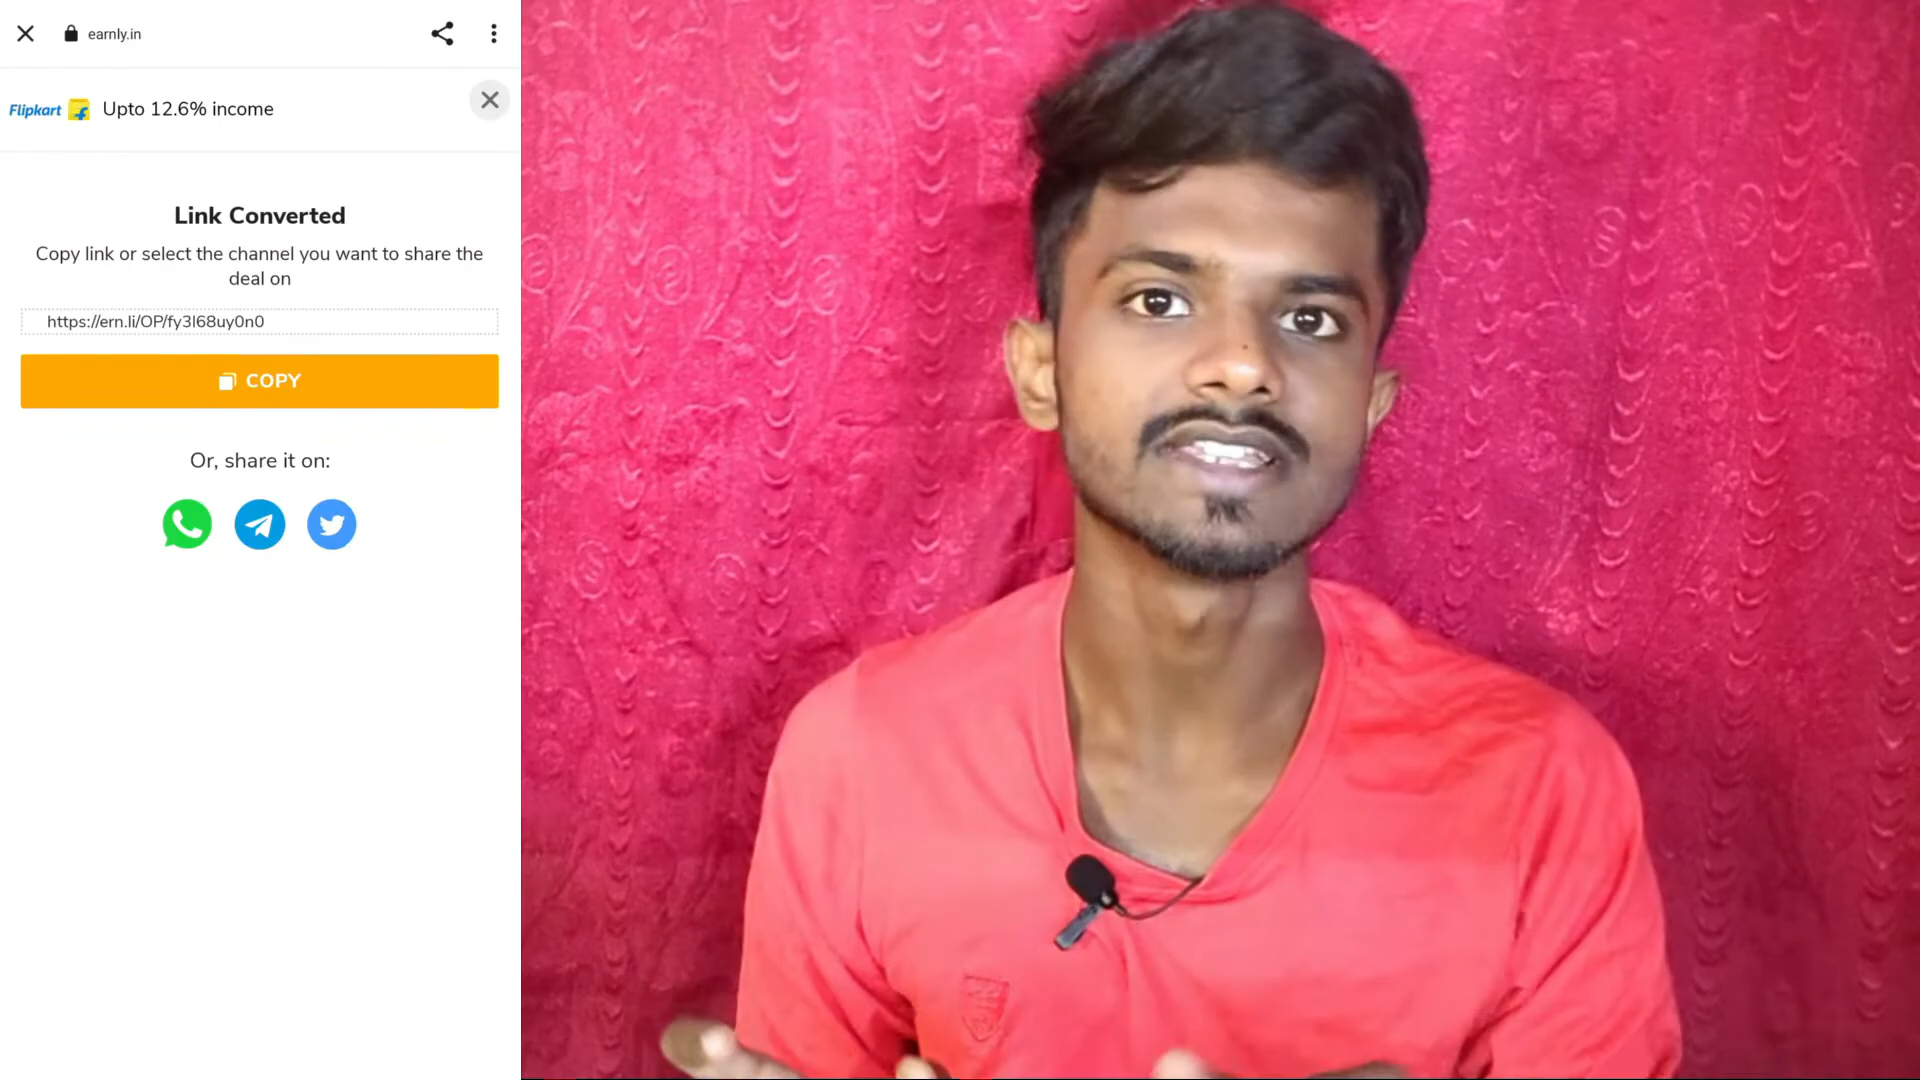 earnly.in
Flipkart Upto 12.6% income
Link Converted
Copy link or select the channel you want to share the
deal on
https://ern.li/OP/fy3l68uy0n0
COPY
Or, share it on: